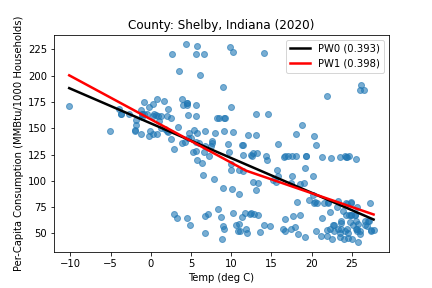 County: Shelby, Indiana (2020)
Per-Capita Consumption (MMBtu/1000 Households)
225
200
175
150
125
100
75
50
PW0 (0.393)
PW1 (0.398)
−10 −5 0 5 10 15 20 25
Temp (deg C)